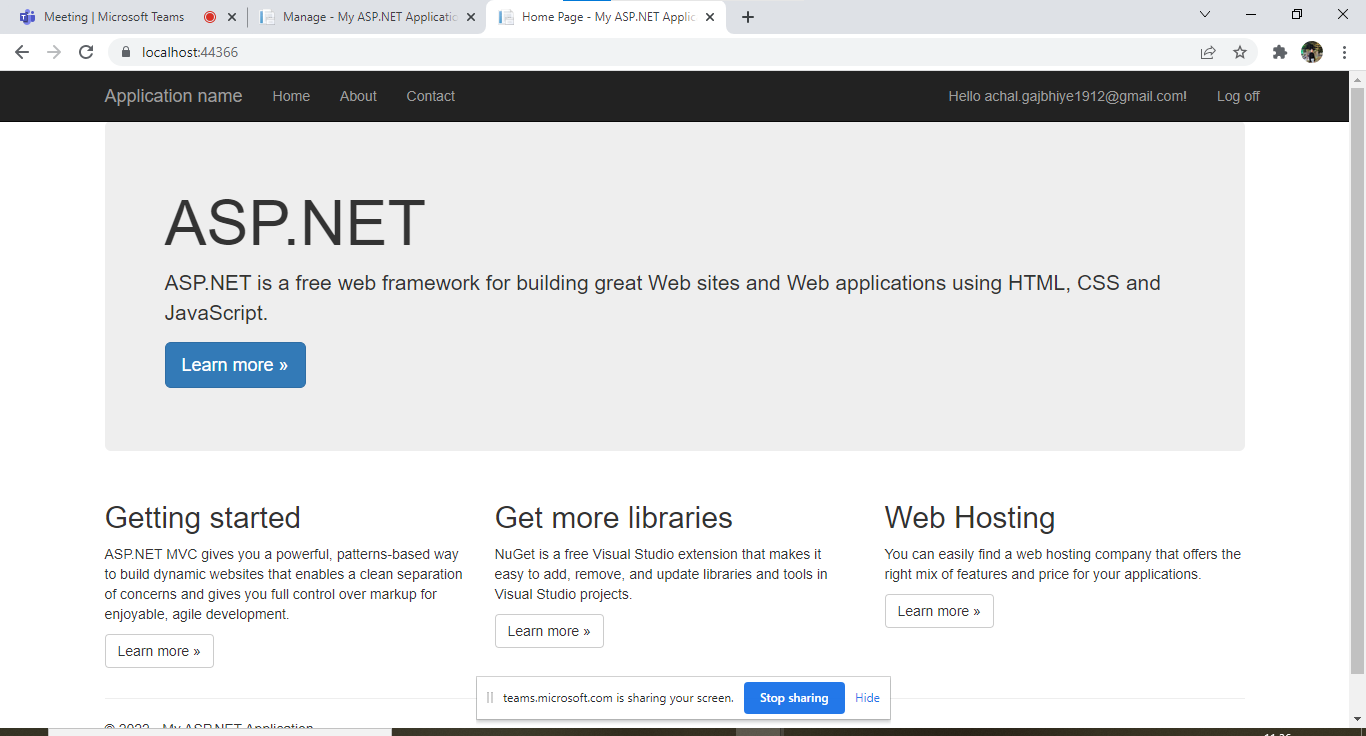 Meeting | Microsoft Teams
Manage - My ASP.NET Applicatio
Home Page - My ASP.NET Applic
localhost:44366
Application name Home About Contact Hello achal.gajbhiye1912@gmail.com! Log off
ASP.NET
ASP.NET is a free web framework for building great Web sites and Web applications using HTML, CSS and
JavaScript.
Learn more »
Getting started
ASP.NET MVC gives you a powerful, patterns-based way
to build dynamic websites that enables a clean separation
of concerns and gives you full control over markup for
enjoyable, agile development.
Learn more »
Get more libraries
NuGet is a free Visual Studio extension that makes it
easy to add, remove, and update libraries and tools in
Visual Studio projects.
Learn more »
Web Hosting
You can easily find a web hosting company that offers the
right mix of features and price for your applications.
Learn more »
teams.microsoft.com is sharing your screen. Stop sharing Hide
© 2022 - My ASP.NET Application